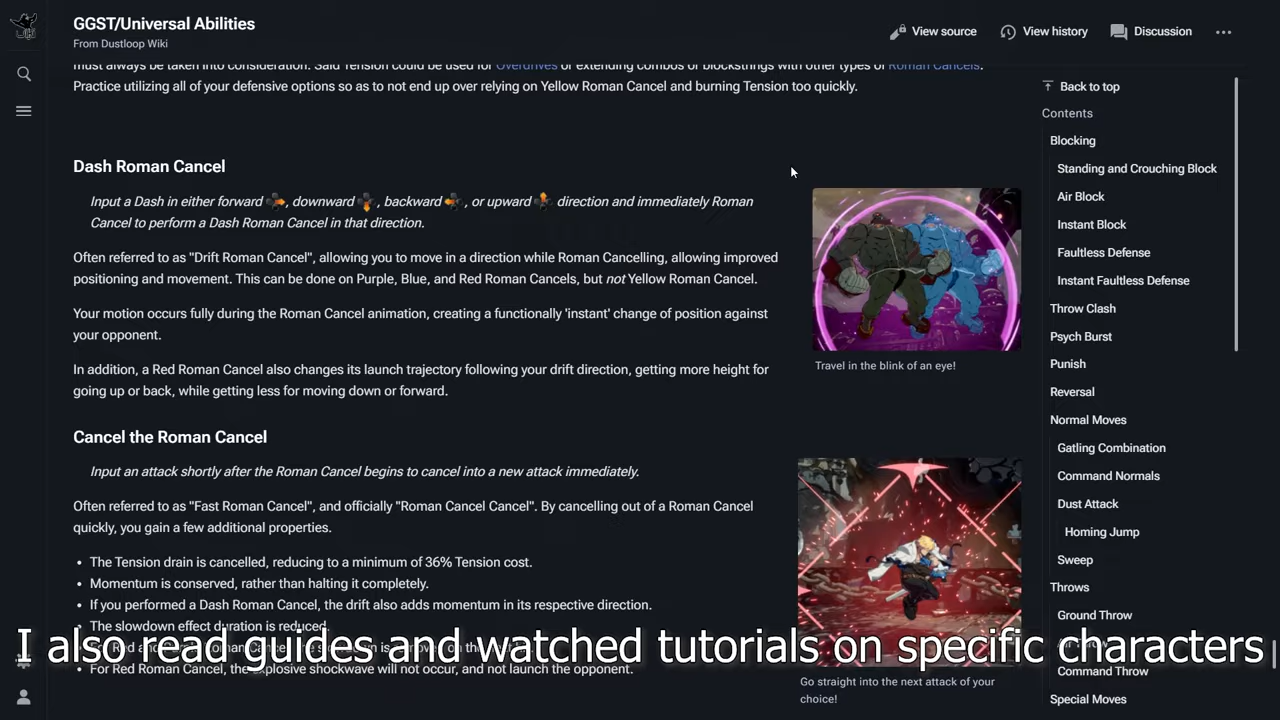 GGST/Universal Abilities
From Dustloop Wiki
View source
View history
Discussion
must always be taken into consideration. Said Tension could be used for Overdrives or extending combos or blockstrings with other types of Roman Cancels.
Practice utilizing all of your defensive options so as to not end up over relying on Yellow Roman Cancel and burning Tension too quickly.
Dash Roman Cancel
Input a Dash in either forward , downward , backward , or upward direction and immediately Roman
Cancel to perform a Dash Roman Cancel in that direction.
Often referred to as "Drift Roman Cancel", allowing you to move in a direction while Roman Cancelling, allowing improved
positioning and movement. This can be done on Purple, Blue, and Red Roman Cancels, but not Yellow Roman Cancel.
Your motion occurs fully during the Roman Cancel animation, creating a functionally 'instant' change of position against
your opponent.
In addition, a Red Roman Cancel also changes its launch trajectory following your drift direction, getting more height for
going up or back, while getting less for moving down or forward.
Travel in the blink of an eye!
Cancel the Roman Cancel
Input an attack shortly after the Roman Cancel begins to cancel into a new attack immediately.
Often referred to as "Fast Roman Cancel", and officially "Roman Cancel Cancel". By cancelling out of a Roman Cancel
quickly, you gain a few additional properties.
• The Tension drain is cancelled, reducing to a minimum of 36% Tension cost.
• Momentum is conserved, rather than halting it completely.
• If you performed a Dash Roman Cancel, the drift also adds momentum in its respective direction.
• The slowdown effect duration is reduced.
• For Red Roman Cancel, the explosive shockwave will not occur, and not launch the opponent.
Go straight into the next attack of your
choice!
Back to top
Contents
Blocking
Standing and Crouching Block
Air Block
Instant Block
Faultless Defense
Instant Faultless Defense
Throw Clash
Psych Burst
Punish
Reversal
Normal Moves
Gatling Combination
Command Normals
Dust Attack
Homing Jump
Sweep
Throws
Ground Throw
Command Throw
Special Moves
I also read guides and watched tutorials on specific characters